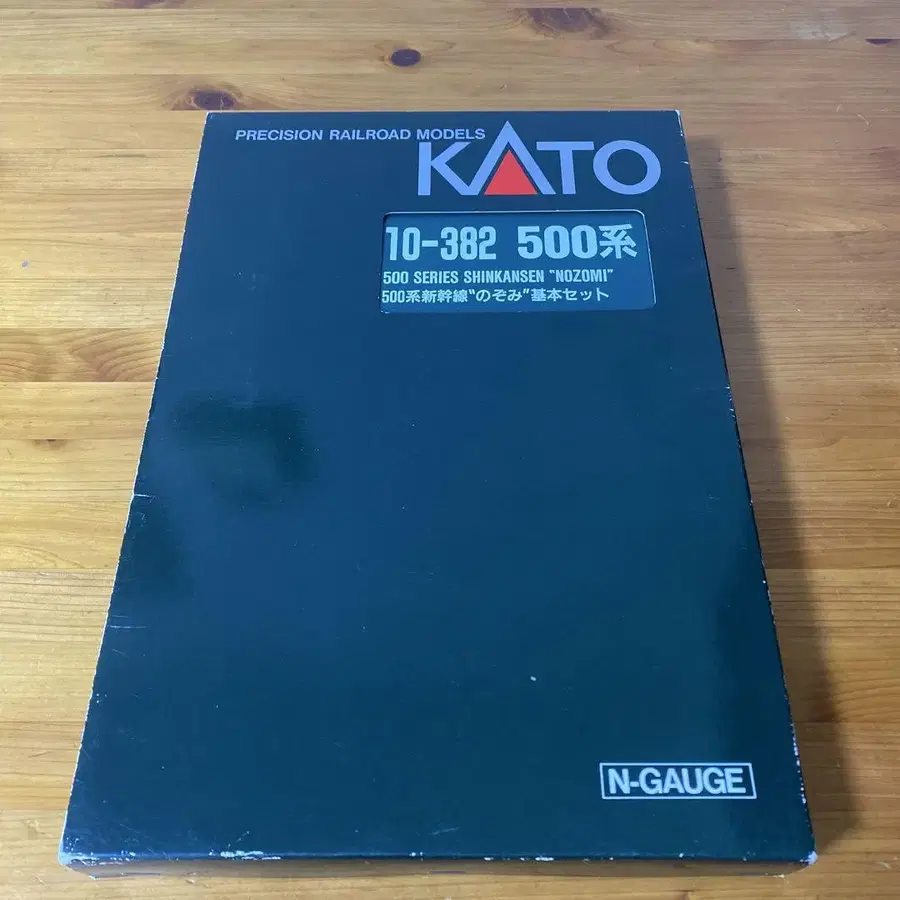 PRECISION RAILROAD MODELS
KATO
10-382 500系
500 SERIES SHINKANSEN "NOZOMI"
500系新幹線"のぞみ"基本セット
N-GAUGE